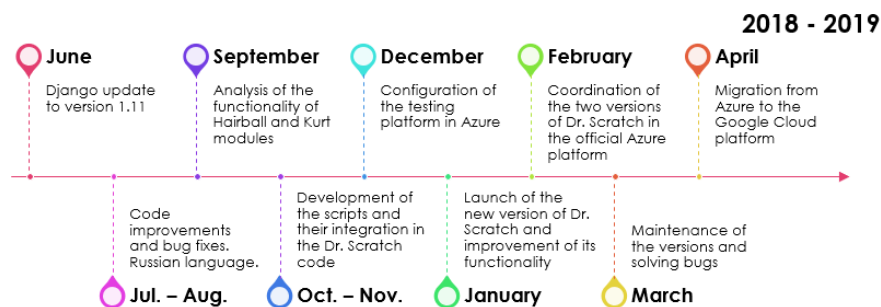 2018 - 2019
June
Django update
to version 1.11
September
Analysis of the
functionality of
Hairball and Kurt
modules
December
Configuration of
the testing
platform in Azure
February
Coordination of
the two versions
of Dr. Scratch in
the official Azure
platform
April
Migration from
Azure to the
Google Cloud
platform
Code
improvements
and bug fixes.
Russian language.
Jul. – Aug.
Development of
the scripts and
their integration in
the Dr. Scratch
code
Oct. – Nov.
Launch of the
new version of Dr.
Scratch and
improvement of its
functionality
January
Maintenance of
the versions and
solving bugs
March